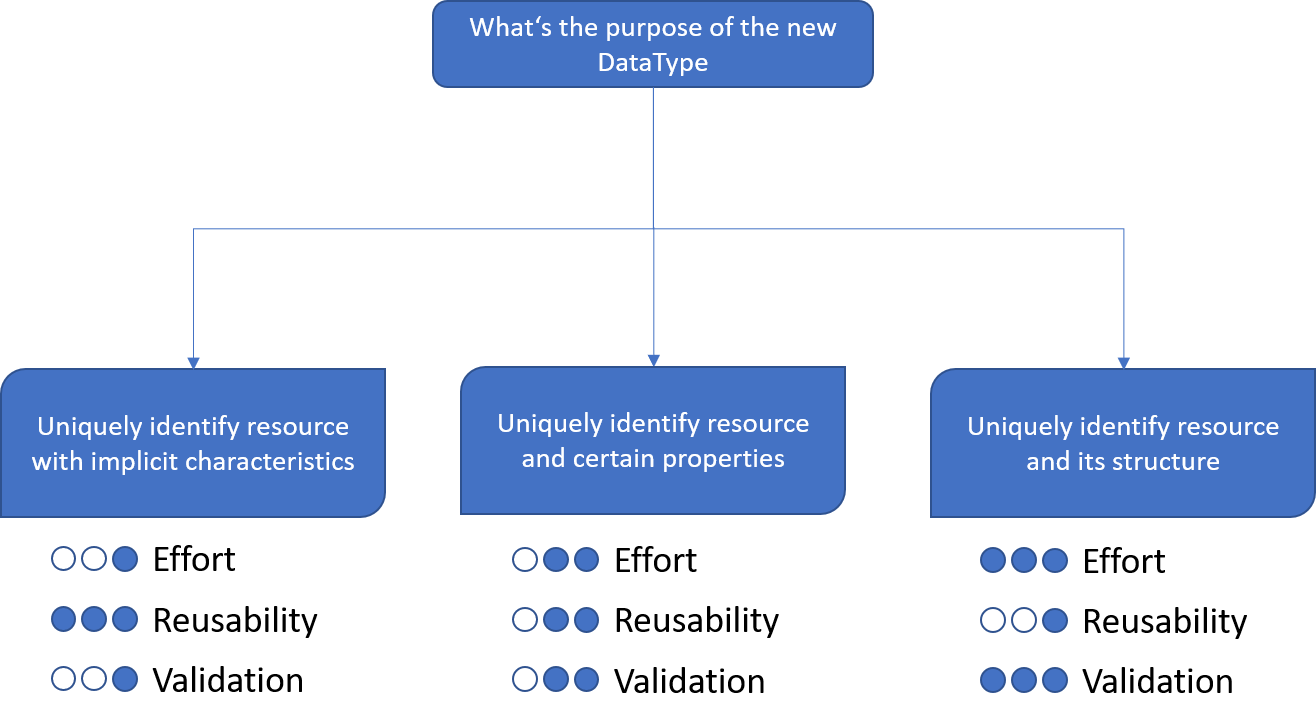 What‘s the purpose of the new
DataType
Uniquely identify resource
with implicit characteristics
Effort
Reusability
Validation
Uniquely identify resource
and certain properties
Effort
Reusability
Validation
Uniquely identify resource
and its structure
Effort
Reusability
Validation